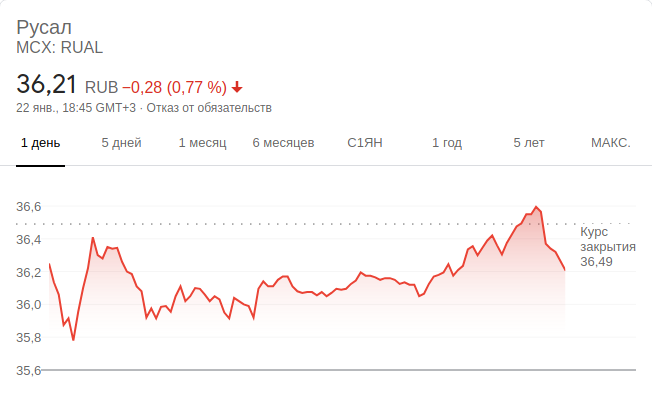 Русал
MCX: RUAL
36,21 RUB −0,28 (0,77 %)
22 янв., 18:45 GMT+3 · Отказ от обязательств
1 день 5 дней 1 месяц 6 месяцев С1ЯН 1 год 5 лет МАКС.
36,6
36,4
36,2
36,0
35,8
35,6
Курс
закрытия
36,49